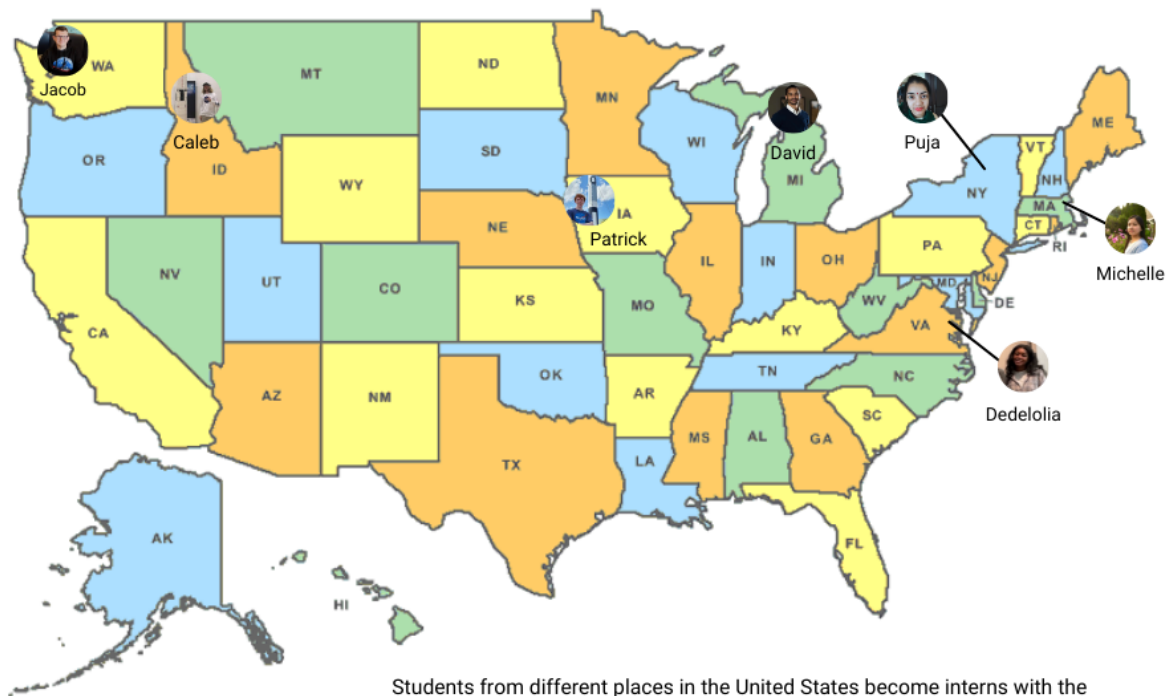 WA
Jacob
MT
ND
MN
Caleb
OR
ID
WY
SD
WI
David
MI
Puja
NY
VT
NH
ME
MA
CT
RI
Michelle
IA
Patrick
NE
NV
UT
CO
KS
MO
IL
IN
OH
PA
NJ
MD
DE
WV
VA
KY
CA
AZ
NM
OK
AR
TN
NC
Dedelolia
SC
MS
AL
GA
TX
LA
FL
AK
HI
Students from different places in the United States become interns with the